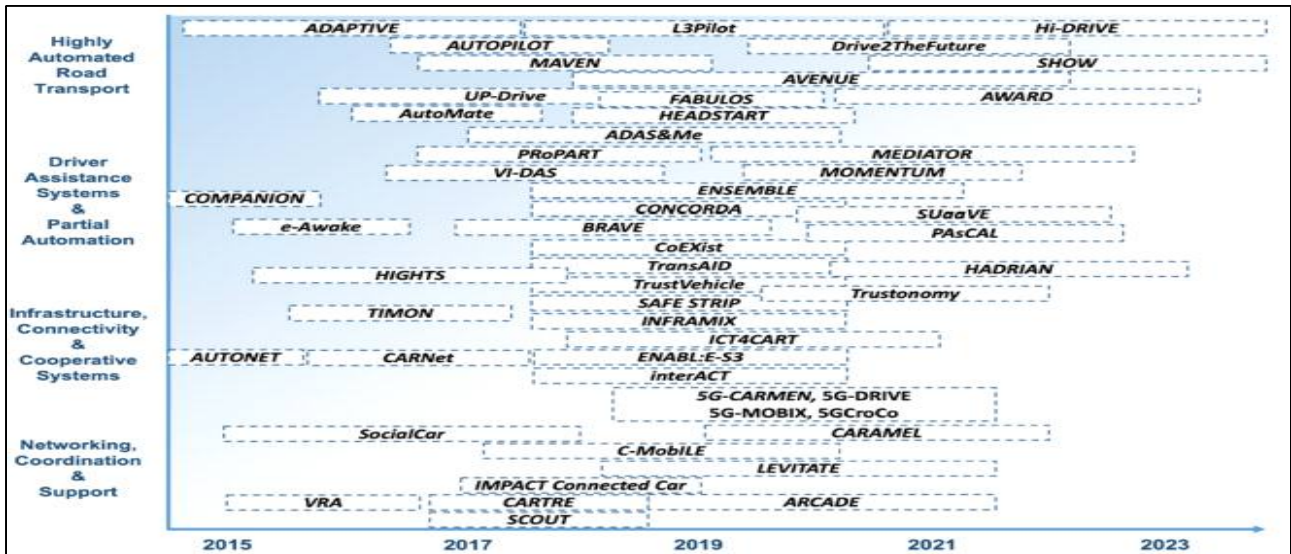 Highly
Automated
Road
Transport
ADAPTIVE L3Pilot Hi-DRIVE
AUTOPILOT Drive2TheFuture
MAVEN SHOW
AVENUE
UP-Drive FABULOS AWARD
AutoMate HEADSTART
ADAS&Me
Driver
Assistance
Systems
&
Partial
Automation
PRoPART MEDIATOR
VI-DAS MOMENTUM
COMPANION ENSEMBLE
CONCORDA SUaaVE
e-Awake BRAVE PAsCAL
CoEXist
TransAID HADRIAN
HIGHTS
TrustVehicle Trustonomy
Infrastructure,
Connectivity
&
Cooperative
Systems
SAFE STRIP
TIMON INFRAMIX
ICT4CART
AUTONET CARNet ENABL:E-S3
interACT
5G-CARMEN, 5G-DRIVE
5G-MOBIX, 5GCroCo
Networking,
Coordination
&
Support
SocialCar CARAMEL
C-MobILE
LEVITATE
IMPACT Connected Car
VRA CARTRE ARCADE
SCOUT
2015 2017 2019 2021 2023